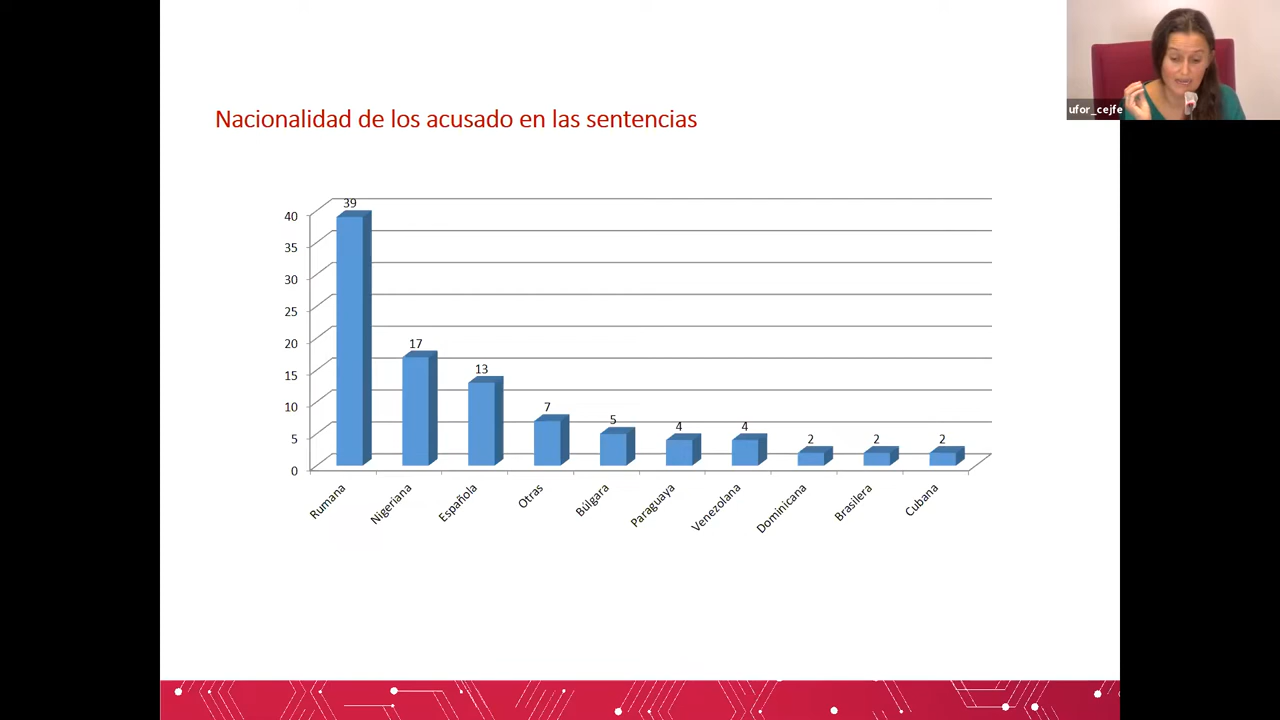 ufor_cejfe
Nacionalidad de los acusado en las sentencias
39
40
35
30
25
20
15
10
5
0
17
13
7
5
4
4
2
2
2
Rumana
Nigeriana
Española
Otras
Búlgara
Paraguaya
Venezolana
Dominicana
Brasilera
Cubana